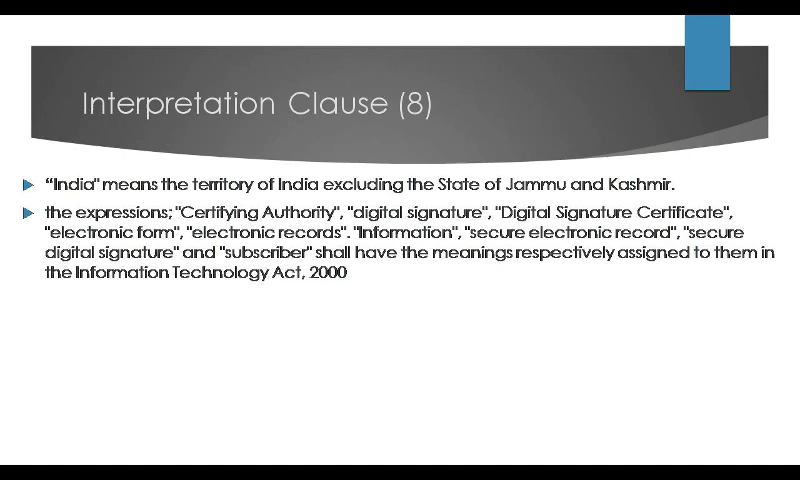 Interpretation Clause (8)
“India" means the territory of India excluding the State of Jammu and Kashmir.
the expressions; "Certifying Authority", "digital signature", "Digital Signature Certificate",
"electronic form", "electronic records". "Information", "secure electronic record", "secure
digital signature" and "subscriber" shall have the meanings respectively assigned to them in
the Information Technology Act, 2000